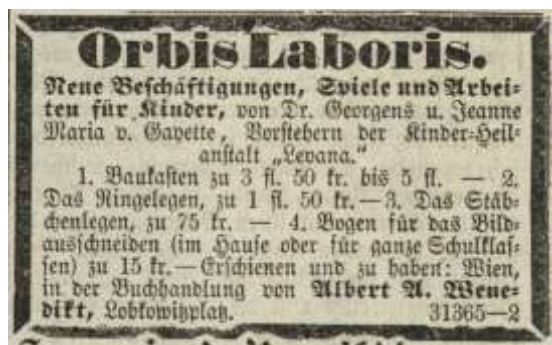 Orbis Laboris.
Neue Beschäftigungen, Spiele und Arbei-
ten für Kinder, von Dr. Georgens u. Jeanne
Maria v. Gayette, Vorstehern der Kinder-Heil-
anstalt „Levana."
1. Baukasten zu 3 fl. 50 kr. bis 5 fl. — 2.
Das Ringelegen, zu 1 fl. 50 kr. — 3. Das Stäb-
chenlegen, zu 75 kr. — 4. Bogen für das Bild-
ausschneiden (im Hause oder für ganze Schulklas-
sen) zu 15 kr. — Erschienen und zu haben: Wien,
in der Buchhandlung von Albert A. Wene-
dikt, Lobkowitzplatz. 31365—2